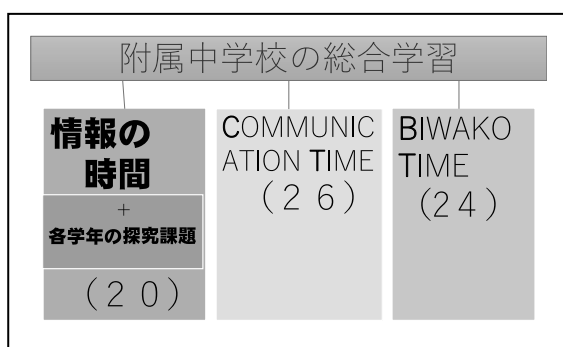 附属中学校の総合学習
情報の
時間
+
各学年の探究課題
(20)
COMMUNIC
ATION TIME
(26)
BIWAKO
TIME
(24)